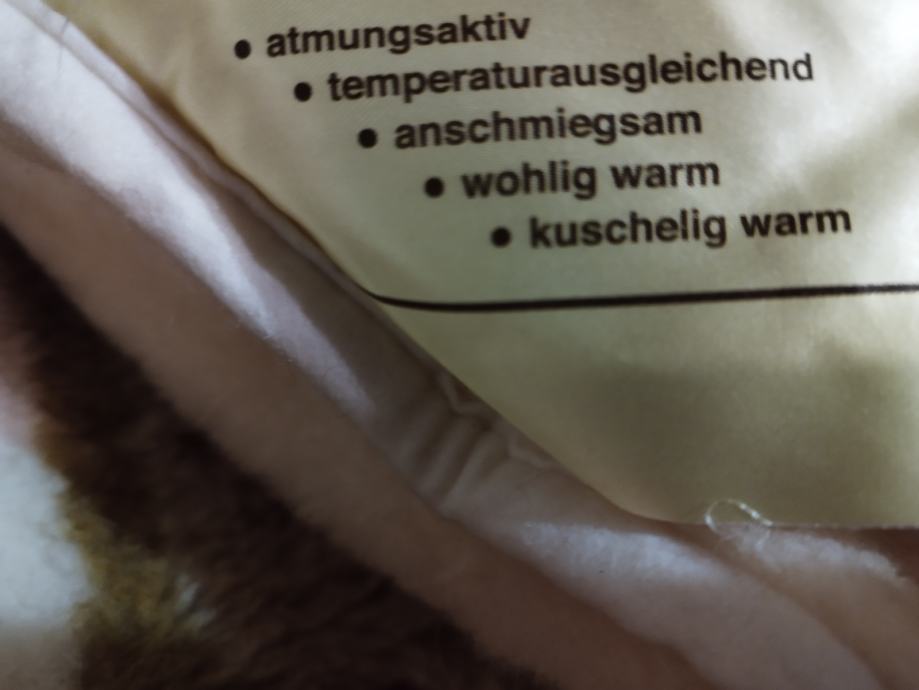 • atmungsaktiv
• temperaturausgleichend
• anschmiegsam
• wohlig warm
• kuschelig warm